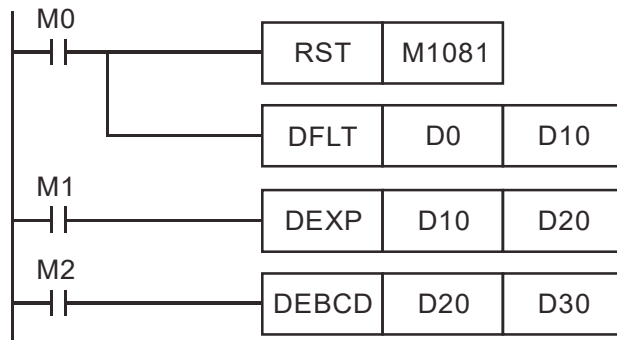 M0
RST M1081
DFLT D0 D10
M1
DEXP D10 D20
M2
DEBCD D20 D30